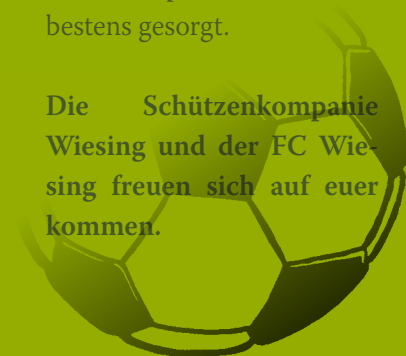 bestens gesorgt.
Die Schützenkompanie
Wiesing und der FC Wie-
sing freuen sich auf euer
kommen.